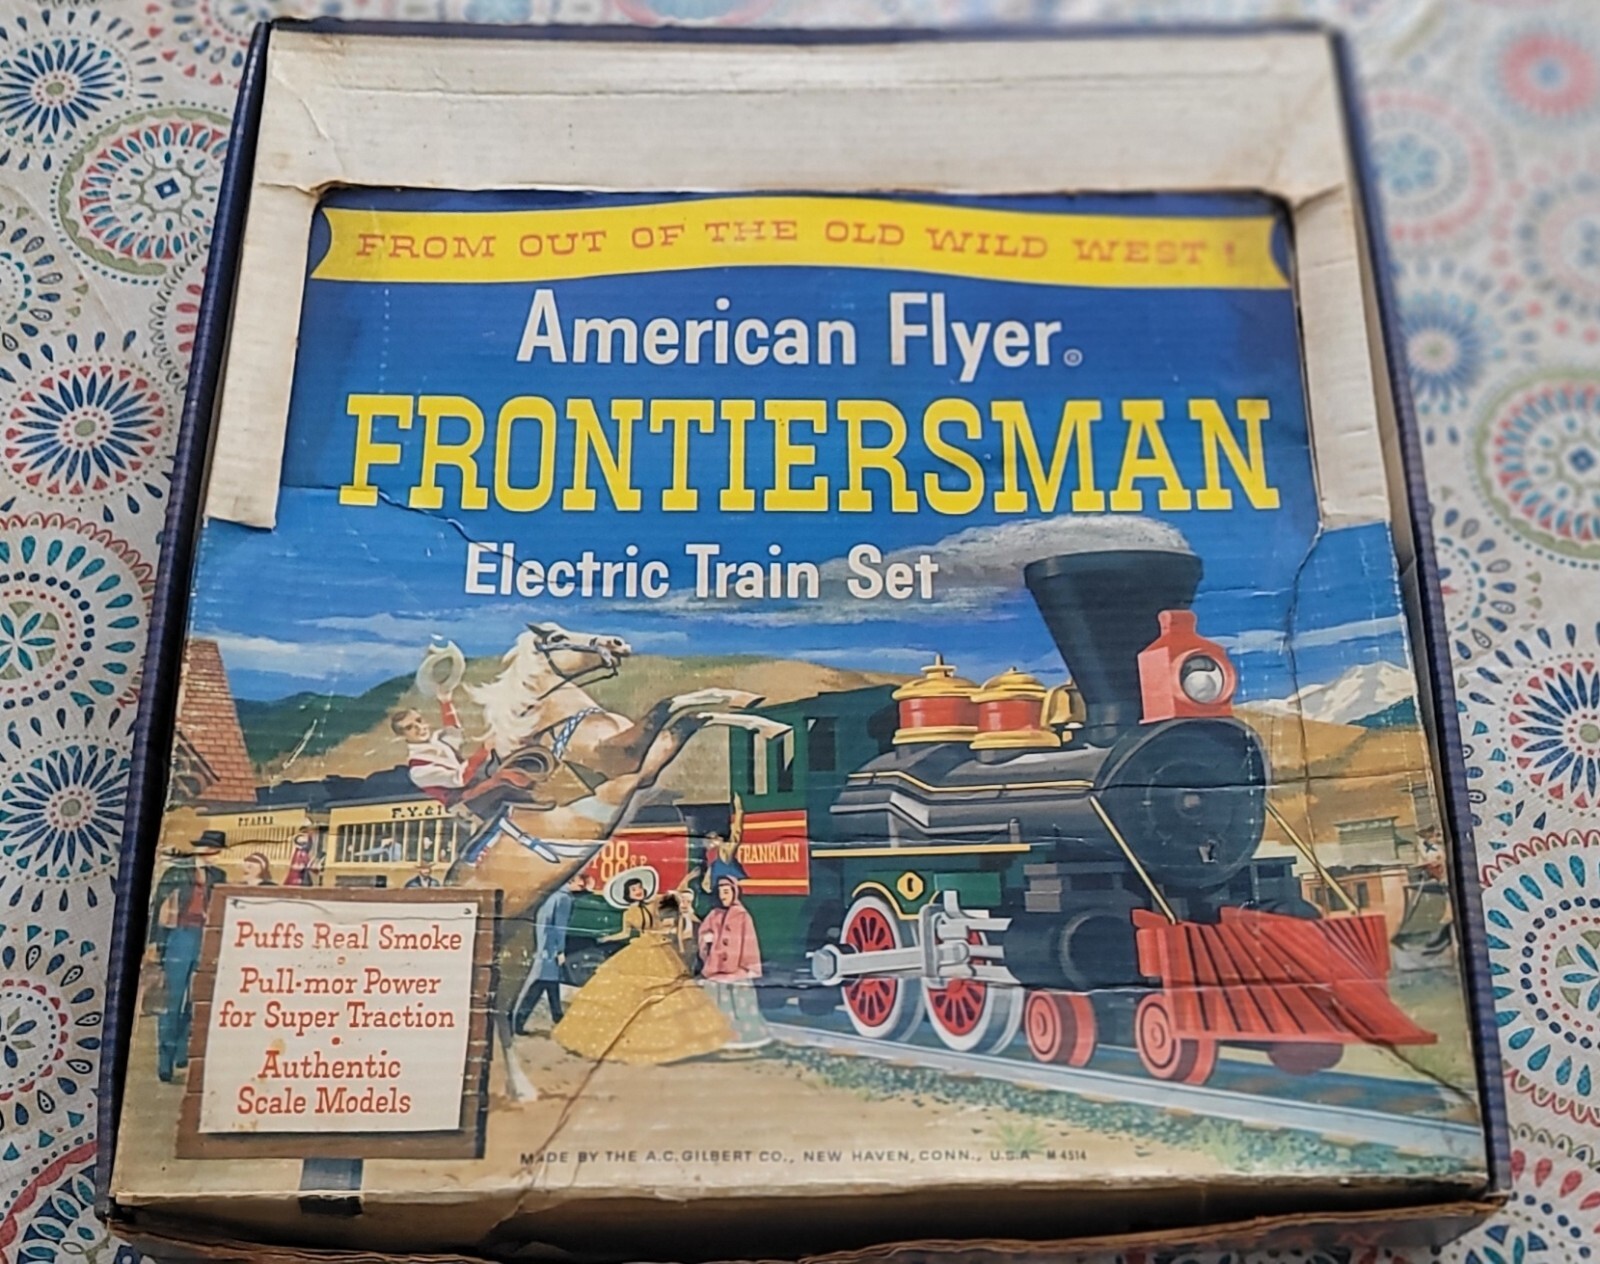 FROM OUT OF THE OLD WILD WEST!
American Flyer®
FRONTIERSMAN
Electric Train Set
F.Y.&
FRANKLIN
Puffs Real Smoke
Pull-mor Power
for Super Traction
Authentic
Scale Models
MADE BY THE A.C. GILBERT CO., NEW HAVEN, CONN., U.S.A M4514